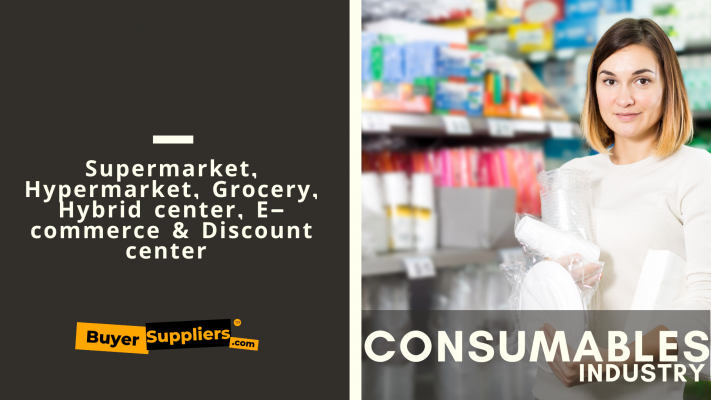 Supermarket,
Hypermarket, Grocery,
Hybrid center, E–
commerce & Discount
center
BuyerSuppliers.com
CONSUMABLES
INDUSTRY